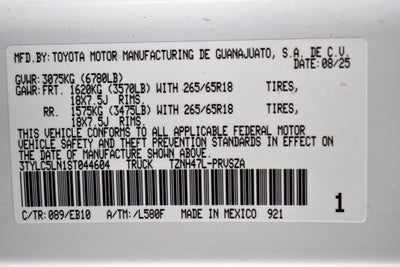 MFD.BY:TOYOTA MOTOR MANUFACTURING DE GUANAJUATO, S.A. DE C.V.
DATE:08/25
GVWR:3075KG (6780LB)
GAWR:FRT. 1620KG (3570LB) WITH 265/65R18 TIRES,
18X7.5J RIMS,
RR. 1575KG (3475LB) WITH 265/65R18 TIRES,
18X7.5J RIMS.
THIS VEHICLE CONFORMS TO ALL APPLICABLE FEDERAL MOTOR
VEHICLE SAFETY AND THEFT PREVENTION STANDARDS IN EFFECT ON
THE DATE OF MANUFACTURE SHOWN ABOVE.
3TYLC5LN1ST044604 TRUCK TZNH47L-PRVSZA
C/TR:089/EB10 A/TM:/L580F MADE IN MEXICO 921 1